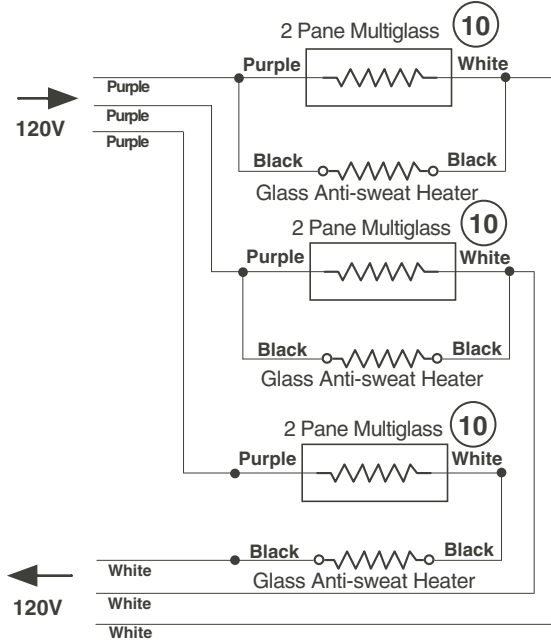 2 Pane Multiglass 10
Purple White
Purple
120V
Purple
Purple
Black Black
Glass Anti-sweat Heater
2 Pane Multiglass 10
Purple White
Black Black
Glass Anti-sweat Heater
2 Pane Multiglass 10
Purple White
Black Black
White
Glass Anti-sweat Heater
120V
White
White